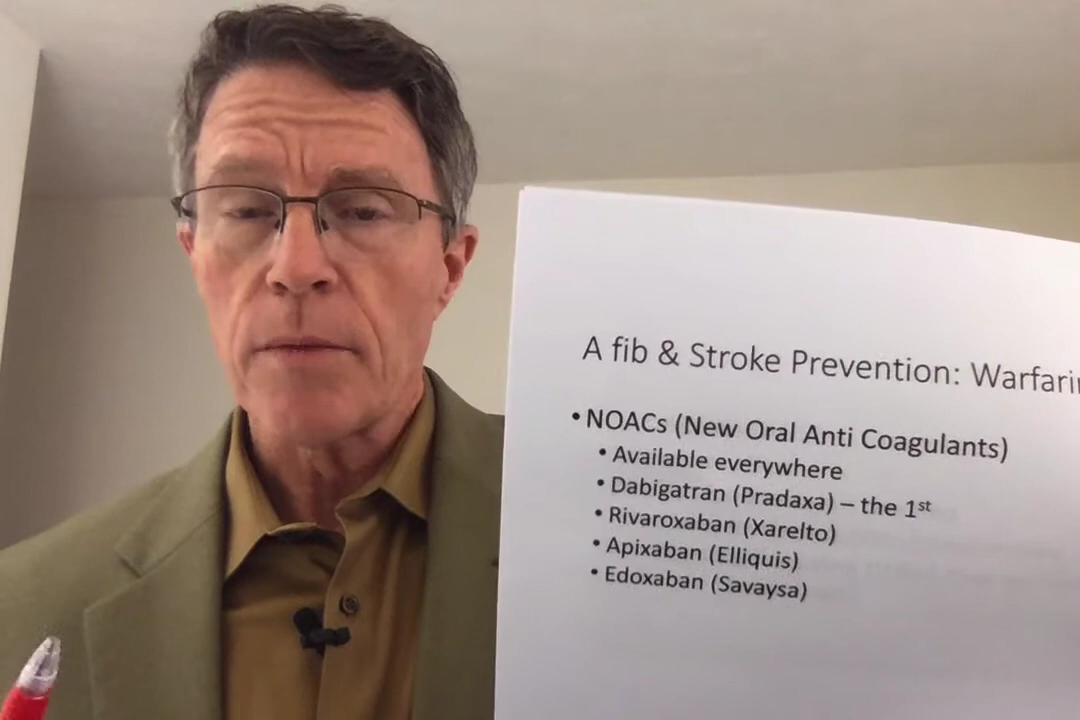 A fib & Stroke Prevention: Warfarin
• NOACs (New Oral Anti Coagulants)
• Available everywhere
• Dabigatran (Pradaxa) – the 1st
• Rivaroxaban (Xarelto)
• Apixaban (Elliquis)
• Edoxaban (Savaysa)